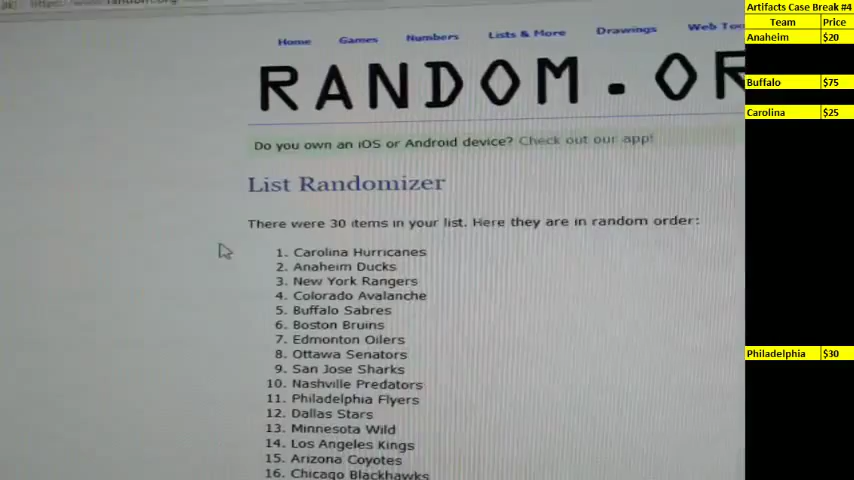 Artifacts Case Break #4
Team Price
Anaheim $20
Buffalo $75
Carolina $25
Philadelphia $30
Home Games Numbers Lists & More Drawings Web
RANDOM.OR
Do you own an iOS or Android device? Check out our app!
List Randomizer
There were 30 items in your list. Here they are in random order:
1. Carolina Hurricanes
2. Anaheim Ducks
3. New York Rangers
4. Colorado Avalanche
5. Buffalo Sabres
6. Boston Bruins
7. Edmonton Oilers
8. Ottawa Senators
9. San Jose Sharks
10. Nashville Predators
11. Philadelphia Flyers
12. Dallas Stars
13. Minnesota Wild
14. Los Angeles Kings
15. Arizona Coyotes
16. Chicago Blackhawks